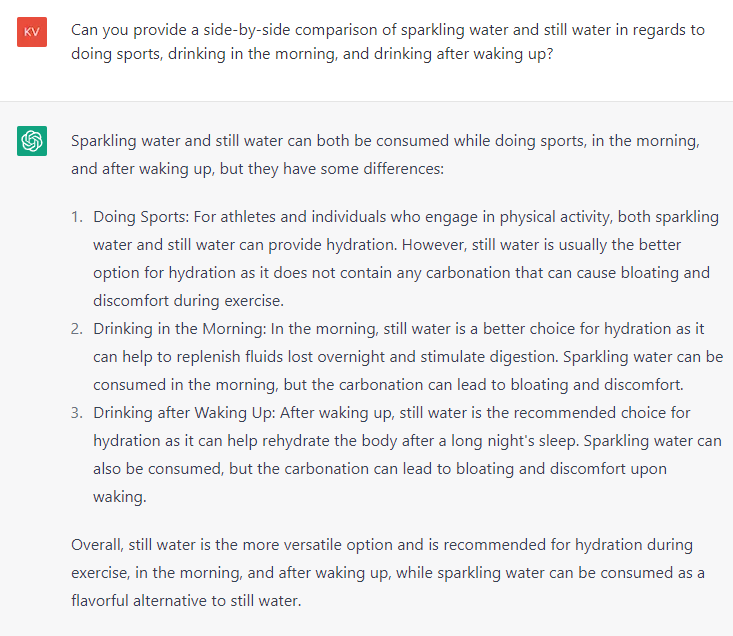 KV
Can you provide a side-by-side comparison of sparkling water and still water in regards to
doing sports, drinking in the morning, and drinking after waking up?
Sparkling water and still water can both be consumed while doing sports, in the morning,
and after waking up, but they have some differences:
1. Doing Sports: For athletes and individuals who engage in physical activity, both sparkling
water and still water can provide hydration. However, still water is usually the better
option for hydration as it does not contain any carbonation that can cause bloating and
discomfort during exercise.
2. Drinking in the Morning: In the morning, still water is a better choice for hydration as it
can help to replenish fluids lost overnight and stimulate digestion. Sparkling water can be
consumed in the morning, but the carbonation can lead to bloating and discomfort.
3. Drinking after Waking Up: After waking up, still water is the recommended choice for
hydration as it can help rehydrate the body after a long night's sleep. Sparkling water can
also be consumed, but the carbonation can lead to bloating and discomfort upon
waking.
Overall, still water is the more versatile option and is recommended for hydration during
exercise, in the morning, and after waking up, while sparkling water can be consumed as a
flavorful alternative to still water.